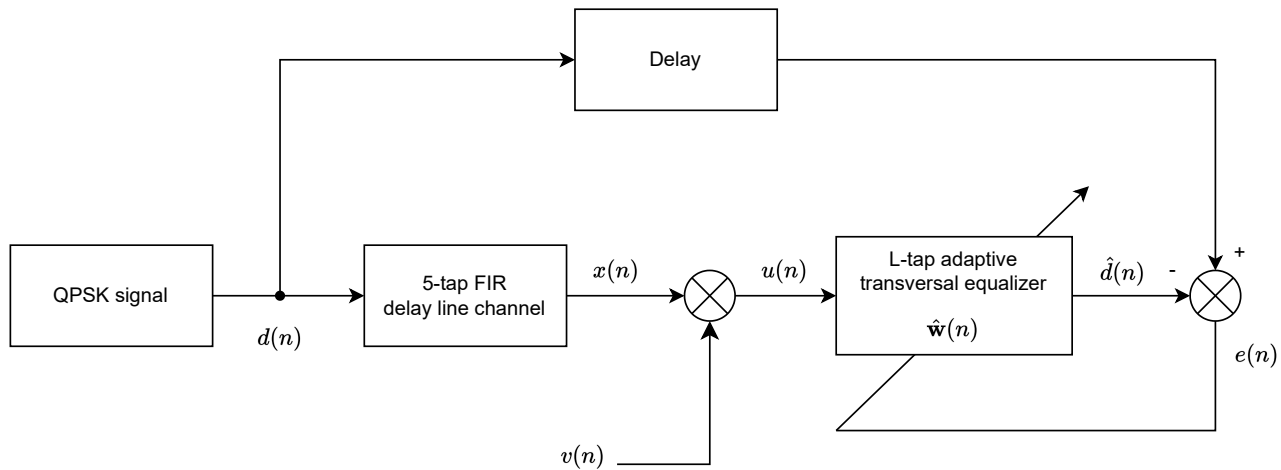 Delay
QPSK signal
d(n)
5-tap FIR
delay line channel
x(n)
v(n)
u(n)
L-tap adaptive
transversal equalizer
ŵ(n)
d̂(n)
-
+
e(n)